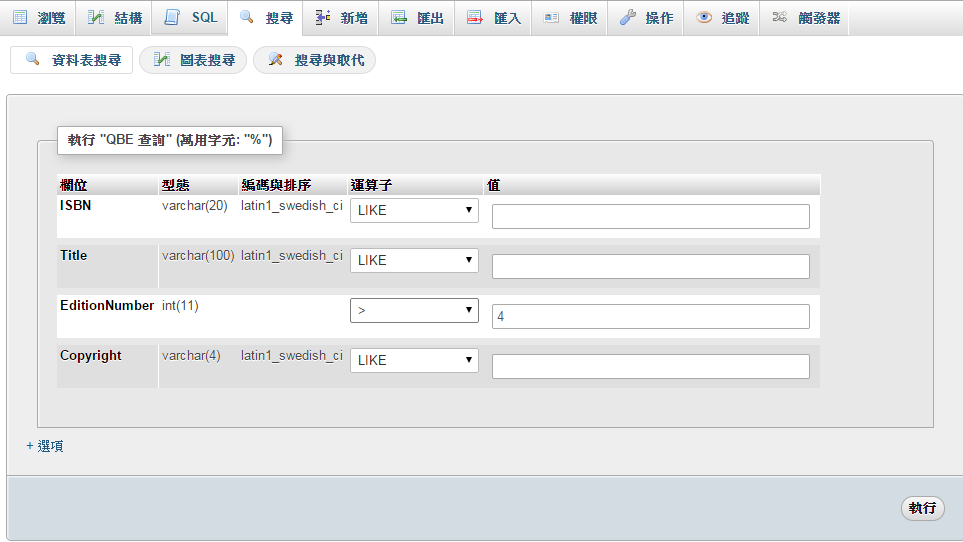 瀏覽 結構 SQL 搜尋 新增 匯出 匯入 權限 操作 追蹤 觸發器
資料表搜尋 圖表搜尋 搜尋與取代
執行 "QBE 查詢" (萬用字元: "%")
欄位 型態 編碼與排序 運算子 值
ISBN varchar(20) latin1_swedish_ci LIKE
Title varchar(100) latin1_swedish_ci LIKE
EditionNumber int(11) > 4
Copyright varchar(4) latin1_swedish_ci LIKE
+ 選項
執行